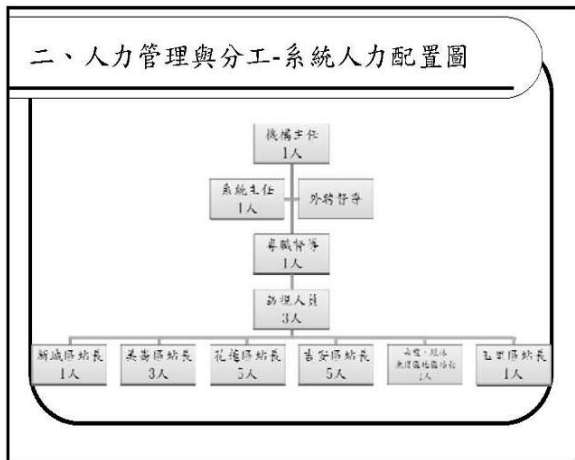 二、人力管理與分工-系統人力配置圖
機構主任
1人
系統主任
1人
外聘督導
專職督導
1人
訪視人員
3人
新城區站長
1人
美崙區站長
3人
花蓮區站長
5人
吉安區站長
5人
1人
玉里區站長
1人